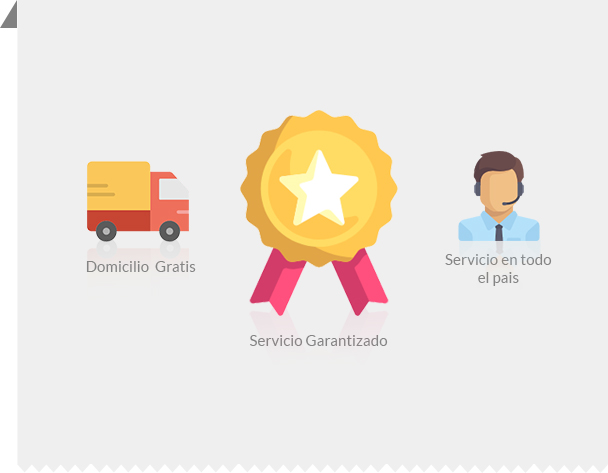 Domicilio Gratis
Servicio Garantizado
Servicio en todo
el pais